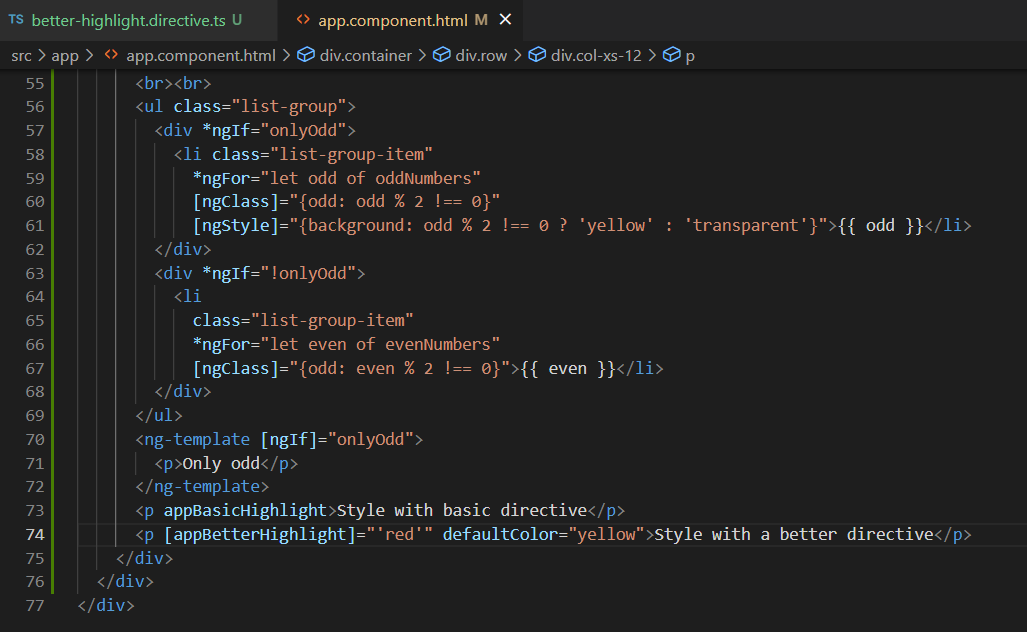 TS better-highlight.directive.ts U <> app.component.html M ×
src > app > <> app.component.html > div.container > div.row > div.col-xs-12 > p
55 <br><br>
56 <ul class="list-group">
57 <div *ngIf="onlyOdd">
58 <li class="list-group-item"
59 *ngFor="let odd of oddNumbers"
60 [ngClass]="{odd: odd % 2 !== 0}"
61 [ngStyle]="{background: odd % 2 !== 0 ? 'yellow' : 'transparent'}">{{ odd }}</li>
62 </div>
63 <div *ngIf="!onlyOdd">
64 <li
65 class="list-group-item"
66 *ngFor="let even of evenNumbers"
67 [ngClass]="{odd: even % 2 !== 0}">{{ even }}</li>
68 </div>
69 </ul>
70 <ng-template [ngIf]="onlyOdd">
71 <p>Only odd</p>
72 </ng-template>
73 <p appBasicHighlight>Style with basic directive</p>
74 <p [appBetterHighlight]="'red'" defaultColor="yellow">Style with a better directive</p>
75 </div>
76 </div>
77 </div>